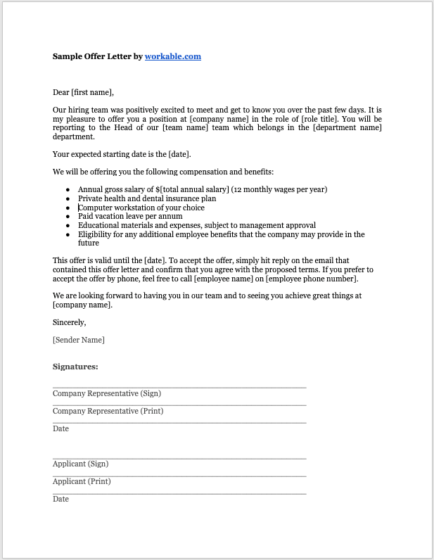 Sample Offer Letter by workable.com
Dear [first name],
Our hiring team was positively excited to meet and get to know you over the past few days. It is
my pleasure to offer you a position at [company name] in the role of [role title]. You will be
reporting to the Head of our [team name] team which belongs in the [department name]
department.
Your expected starting date is the [date].
We will be offering you the following compensation and benefits:
● Annual gross salary of $[total annual salary] (12 monthly wages per year)
● Private health and dental insurance plan
● Computer workstation of your choice
● Paid vacation leave per annum
● Educational materials and expenses, subject to management approval
● Eligibility for any additional employee benefits that the company may provide in the
future
This offer is valid until the [date]. To accept the offer, simply hit reply on the email that
contained this offer letter and confirm that you agree with the proposed terms. If you prefer to
accept the offer by phone, feel free to call [employee name] on [employee phone number].
We are looking forward to having you in our team and to seeing you achieve great things at
[company name].
Sincerely,
[Sender Name]
Signatures:
Company Representative (Sign)
Company Representative (Print)
Date
Applicant (Sign)
Applicant (Print)
Date